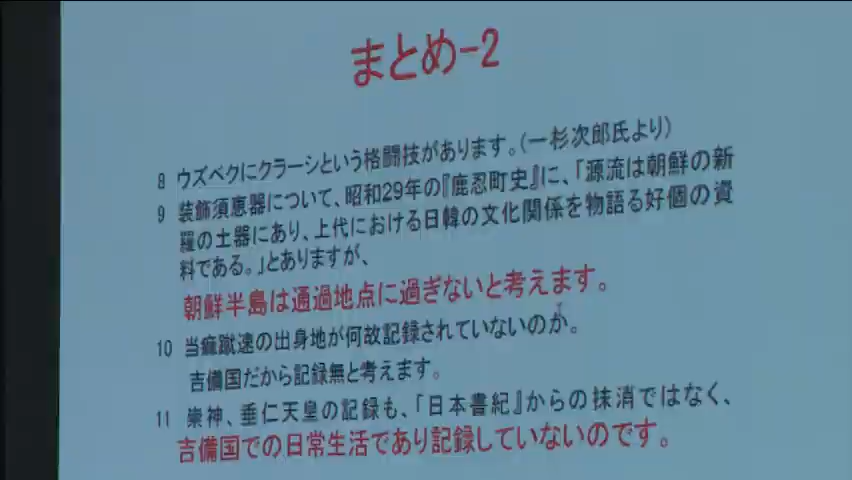 まとめ-2
8 ウズベクにクラーシという格闘技があります。(一杉次郎氏より)
9 装飾須恵器について、昭和29年の『鹿忍町史』に、「源流は朝鮮の新
羅の土器にあり、上代における日韓の文化関係を物語る好個の資
料である。」とありますが、
朝鮮半島は通過地点に過ぎないと考えます。
10 当痲蹴速の出身地が何故記録されていないのか。
吉備国だから記録無と考えます。
11 崇神、垂仁天皇の記録も、「日本書紀』からの抹消ではなく、
吉備国での日常生活であり記録していないのです。